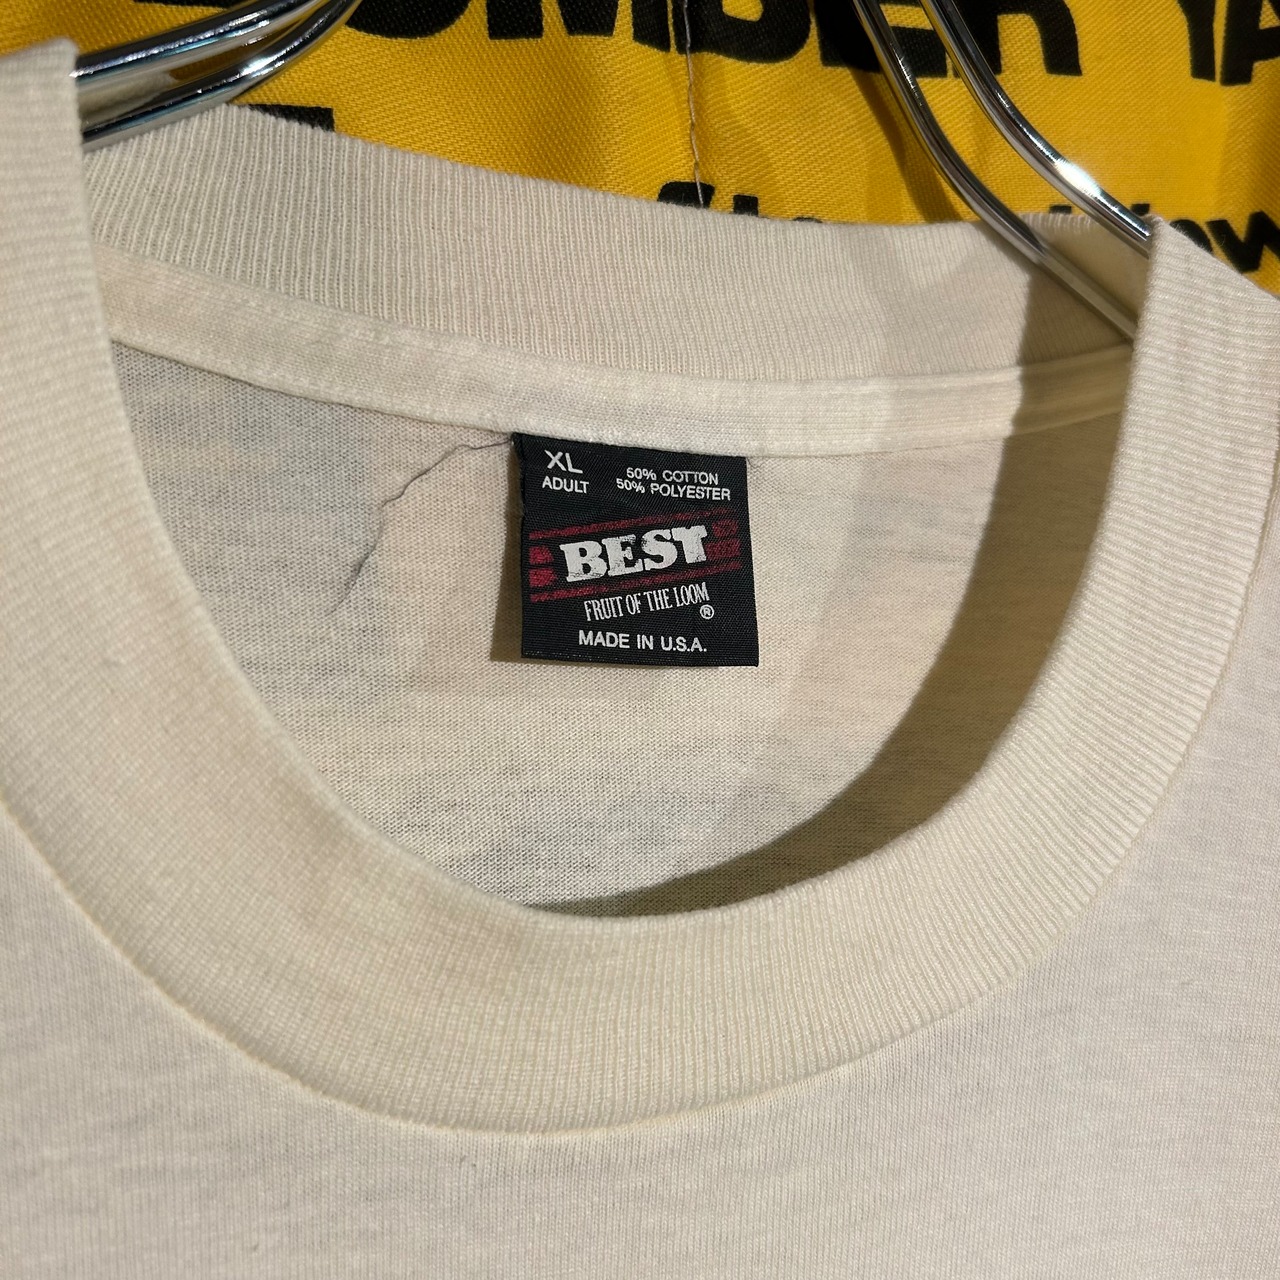 XL
ADULT
50% COTTON
50% POLYESTER
BEST
FRUIT OF THE LOOM
®
MADE IN U.S.A.